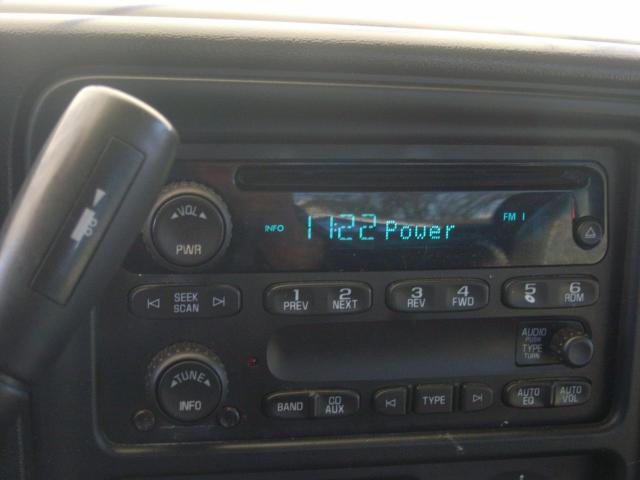 VOL
PWR
INFO 11:22 Power FM 1
SEEK
SCAN
1
PREV
2
NEXT
3
REV
4
FWD
5
6
RDM
AUDIO
PUSH
TYPE
TURN
TUNE
INFO
BAND
CD
AUX
TYPE
AUTO
EQ
AUTO
VOL